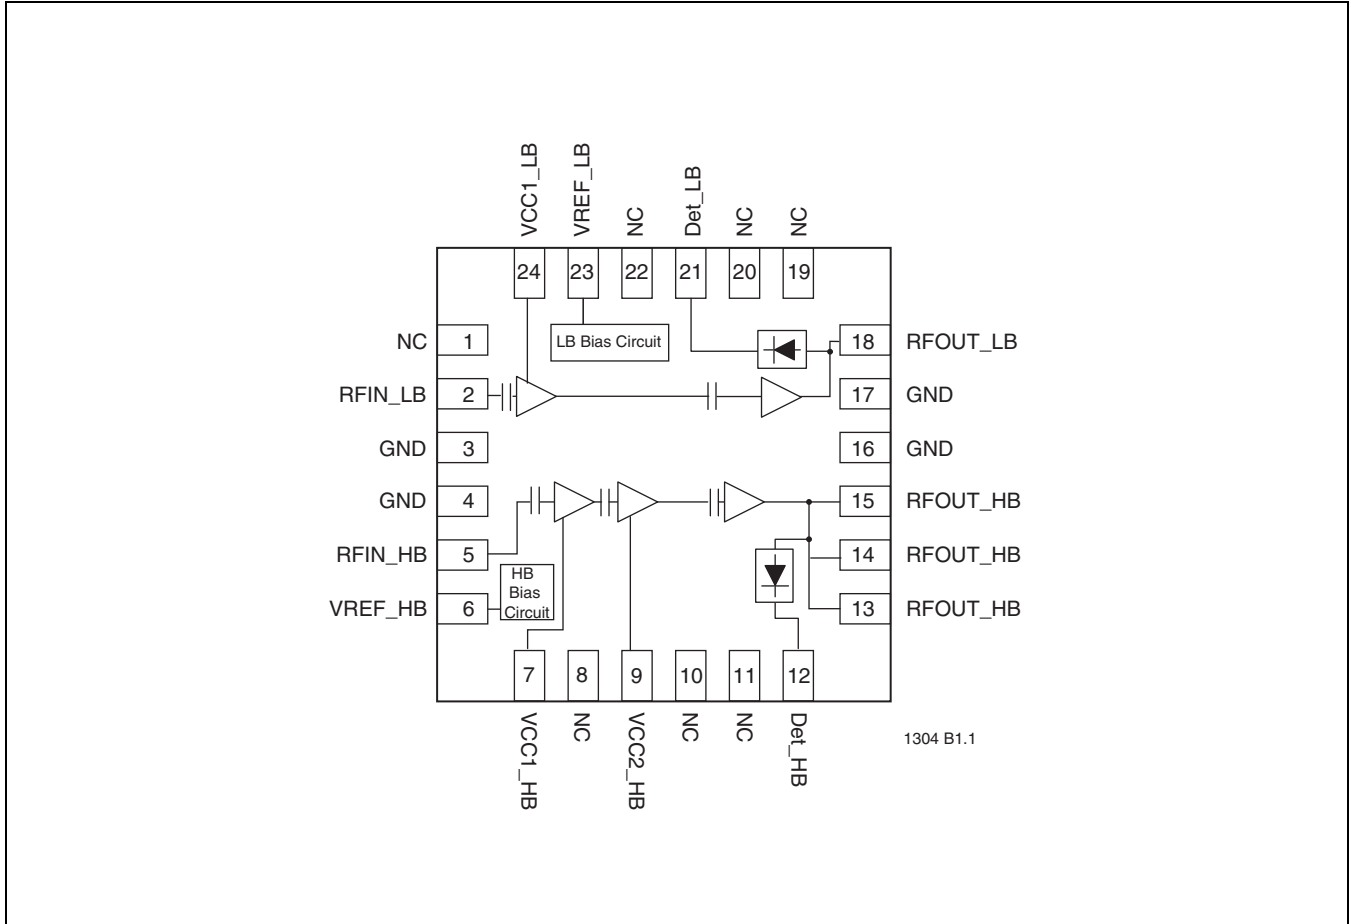 VCC1_LB
VREF_LB
NC
Det_LB
NC
NC
24
23
22
21
20
19
NC
1
LB Bias Circuit
18
RFOUT_LB
RFIN_LB
2
17
GND
GND
3
16
GND
GND
4
15
RFOUT_HB
RFIN_HB
5
14
RFOUT_HB
HB
Bias
Circuit
VREF_HB
6
13
RFOUT_HB
7
8
9
10
11
12
VCC1_HB
NC
VCC2_HB
NC
NC
Det_HB
1304 B1.1